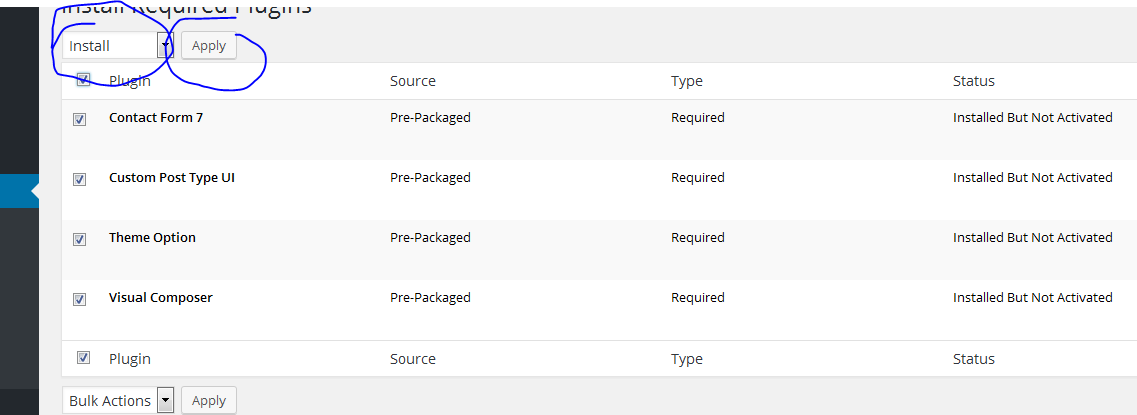 Install Required Plugins
Install Apply
Plugin Source Type Status
Contact Form 7 Pre-Packaged Required Installed But Not Activated
Custom Post Type UI Pre-Packaged Required Installed But Not Activated
Theme Option Pre-Packaged Required Installed But Not Activated
Visual Composer Pre-Packaged Required Installed But Not Activated
Plugin Source Type Status
Bulk Actions Apply